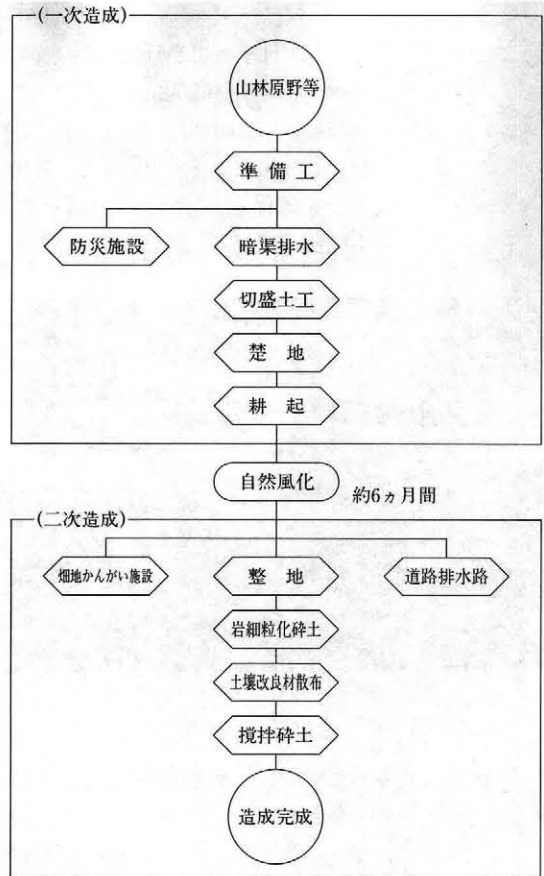 (一次造成)
山林原野等
準備工
防災施設
暗渠排水
切盛土工
楚地
耕起
自然風化
約6ヵ月間
(二次造成)
畑地かんがい施設
整地
道路排水路
岩細粒化砕土
土壌改良材散布
撹拌砕土
造成完成